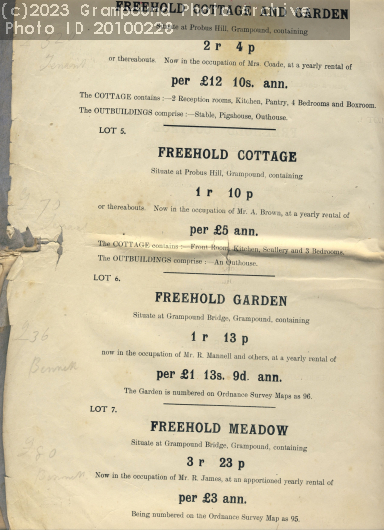 (c)2023 Grampound Photo Archive
Photo ID 20100220
FREEHOLD COTTAGE AND GARDEN
Situate at Probus Hill, Grampound, containing
2 r 4 p
or thereabouts. Now in the occupation of Mrs. Coade, at a yearly rental of
per £12 10s. ann.
The COTTAGE contains :—2 Reception rooms, Kitchen, Pantry, 4 Bedrooms and Boxroom.
The OUTBUILDINGS comprise :—Stable, Pigshouse, Outhouse.
LOT 5.
FREEHOLD COTTAGE
Situate at Probus Hill, Grampound, containing
1 r 10 p
or thereabouts. Now in the occupation of Mr. A. Brown, at a yearly rental of
per £5 ann.
The COTTAGE contains :—Front Room, Kitchen, Scullery and 3 Bedrooms.
The OUTBUILDINGS comprise :—An Outhouse.
LOT 6.
FREEHOLD GARDEN
Situate at Grampound Bridge, Grampound, containing
1 r 13 p
236
now in the occupation of Mr. R. Mannell and others, at a yearly rental of
Bennett
per £1 13s. 9d. ann.
The Garden is numbered on Ordnance Survey Maps as 96.
LOT 7.
FREEHOLD MEADOW
Situate at Grampound Bridge, Grampound, containing
3 r 23 p
Now in the occupation of Mr. R. James, at an apportioned yearly rental of
per £3 ann.
Being numbered on the Ordnance Survey Map as 95.